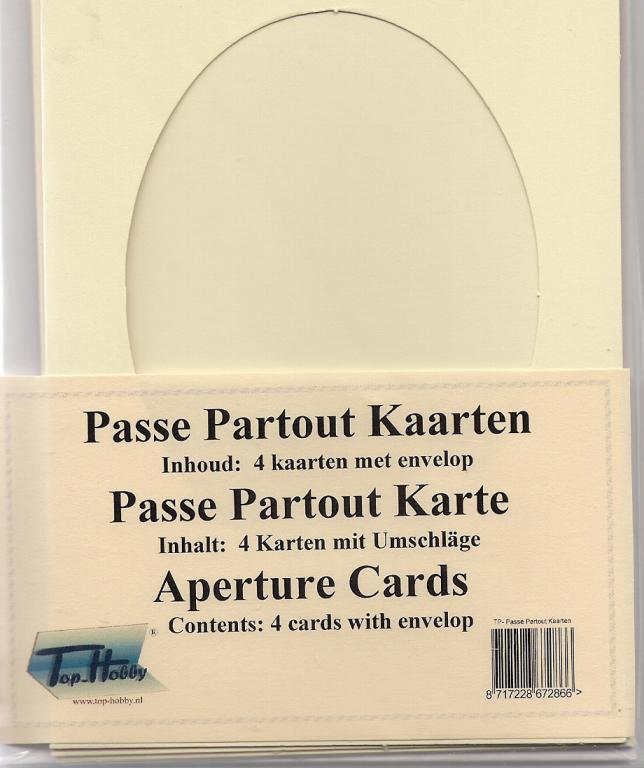 Passe Partout Kaarten
Inhoud: 4 kaarten met envelop
Passe Partout Karte
Inhalt: 4 Karten mit Umschläge
Aperture Cards
Contents: 4 cards with envelop
TP- Passe Partout Kaarten
Top-Hobby ®
www.top-hobby.nl
8 717228 672866 >